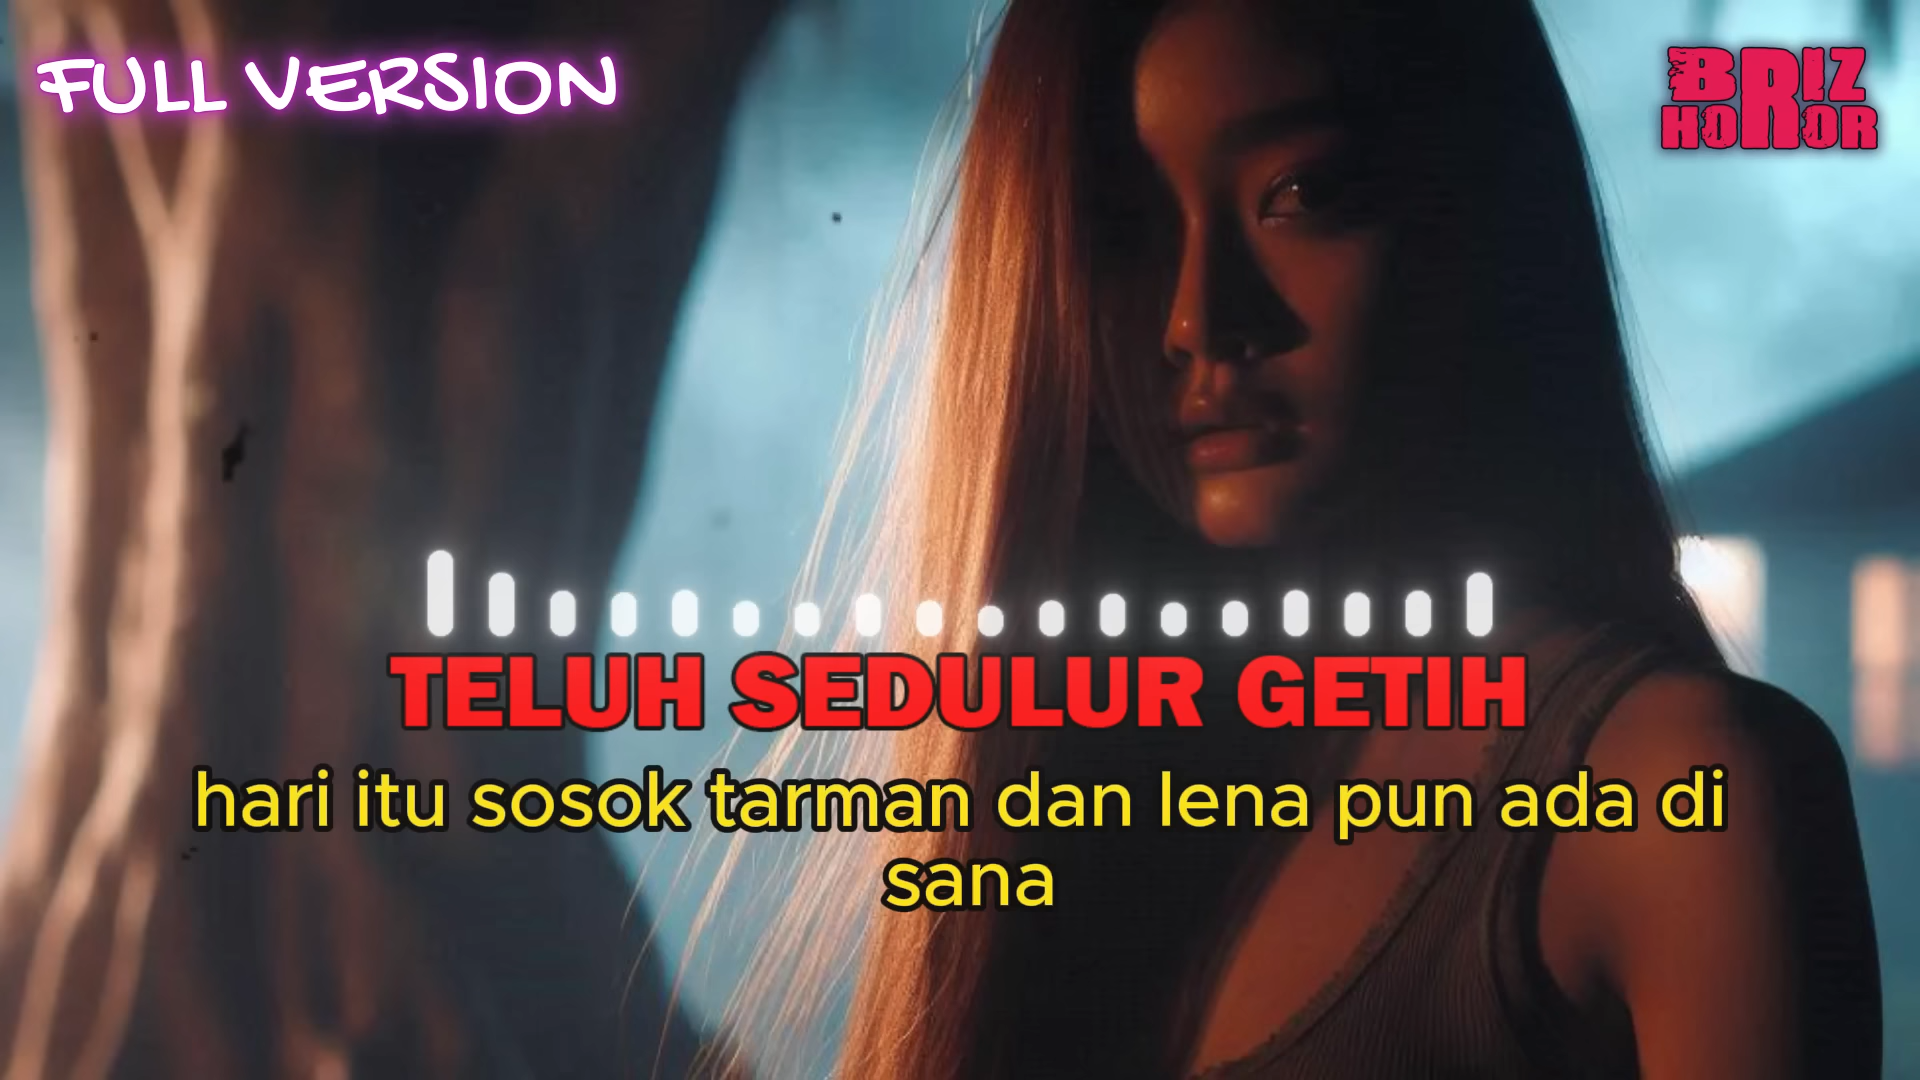 FULL VERSION
BRIZ
HOROR
TELUH SEDULUR GETIH
hari itu sosok tarman dan lena pun ada di
sana